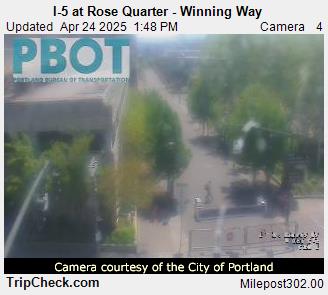 I-5 at Rose Quarter - Winning Way
Updated Apr 24 2025 1:48 PM Camera 4
PBOT
PORTLAND BUREAU OF TRANSPORTATION
Camera courtesy of the City of Portland
TripCheck.com Milepost302.00